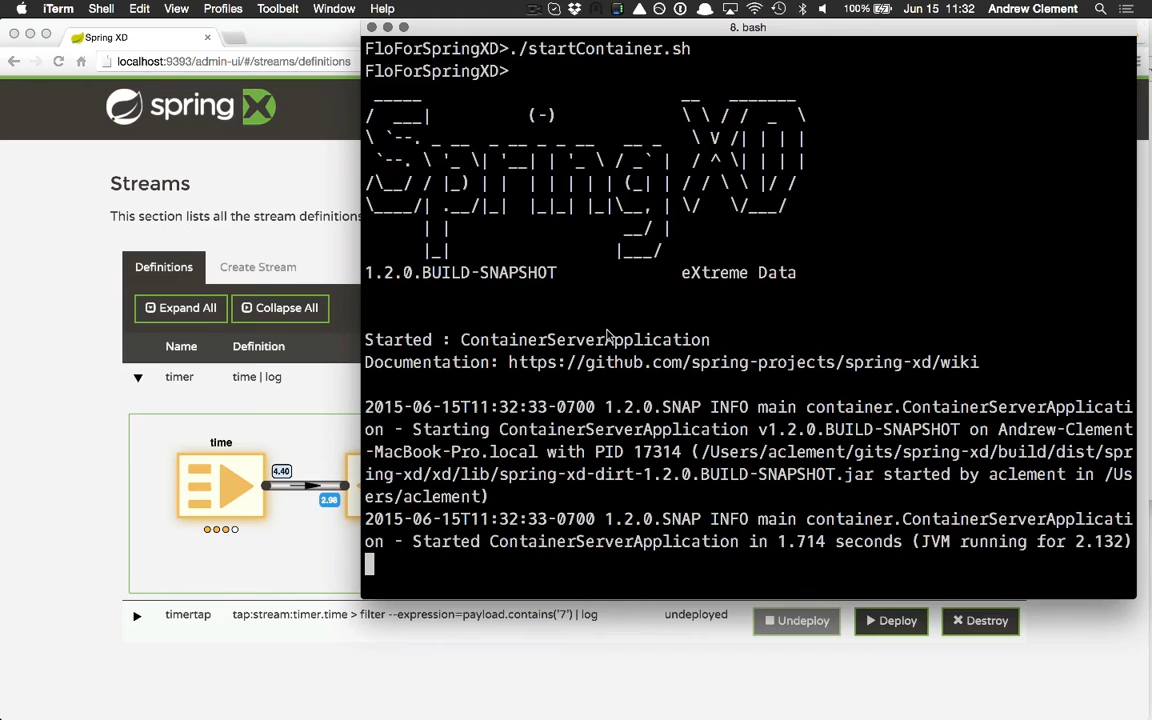 iTerm Shell Edit View Profiles Toolbelt Window Help 100% Jun 15 11:32 Andrew Clement
Spring XD
localhost:9393/admin-ui/#/streams/definitions
spring X
Streams
This section lists all the stream definitions
Definitions Create Stream
Expand All Collapse All
Name Definition
timer time | log
time
4.40
2.98
timertap tap:stream:timer.time > filter --expression=payload.contains('7') | log undeployed Undeploy Deploy Destroy
8. bash
FloForSpringXD>./startContainer.sh
FloForSpringXD>
Spring XD
1.2.0.BUILD-SNAPSHOT eXtreme Data
Started : ContainerServerApplication
Documentation: https://github.com/spring-projects/spring-xd/wiki
2015-06-15T11:32:33-0700 1.2.0.SNAP INFO main container.ContainerServerApplicati
on - Starting ContainerServerApplication v1.2.0.BUILD-SNAPSHOT on Andrew-Clement
-MacBook-Pro.local with PID 17314 (/Users/aclement/gits/spring-xd/build/dist/spr
ing-xd/xd/lib/spring-xd-dirt-1.2.0.BUILD-SNAPSHOT.jar started by aclement in /Us
ers/aclement)
2015-06-15T11:32:33-0700 1.2.0.SNAP INFO main container.ContainerServerApplicati
on - Started ContainerServerApplication in 1.714 seconds (JVM running for 2.132)